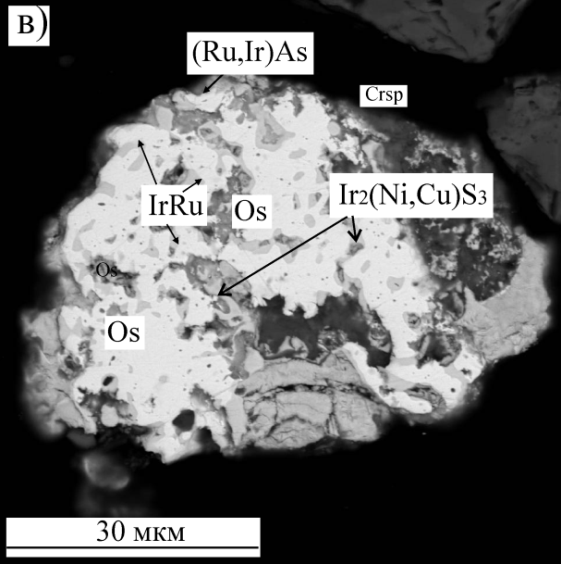 в)
(Ru,Ir)As
Crsp
IrRu
Os
Ir2(Ni,Cu)S3
Os
Os
30 мкм